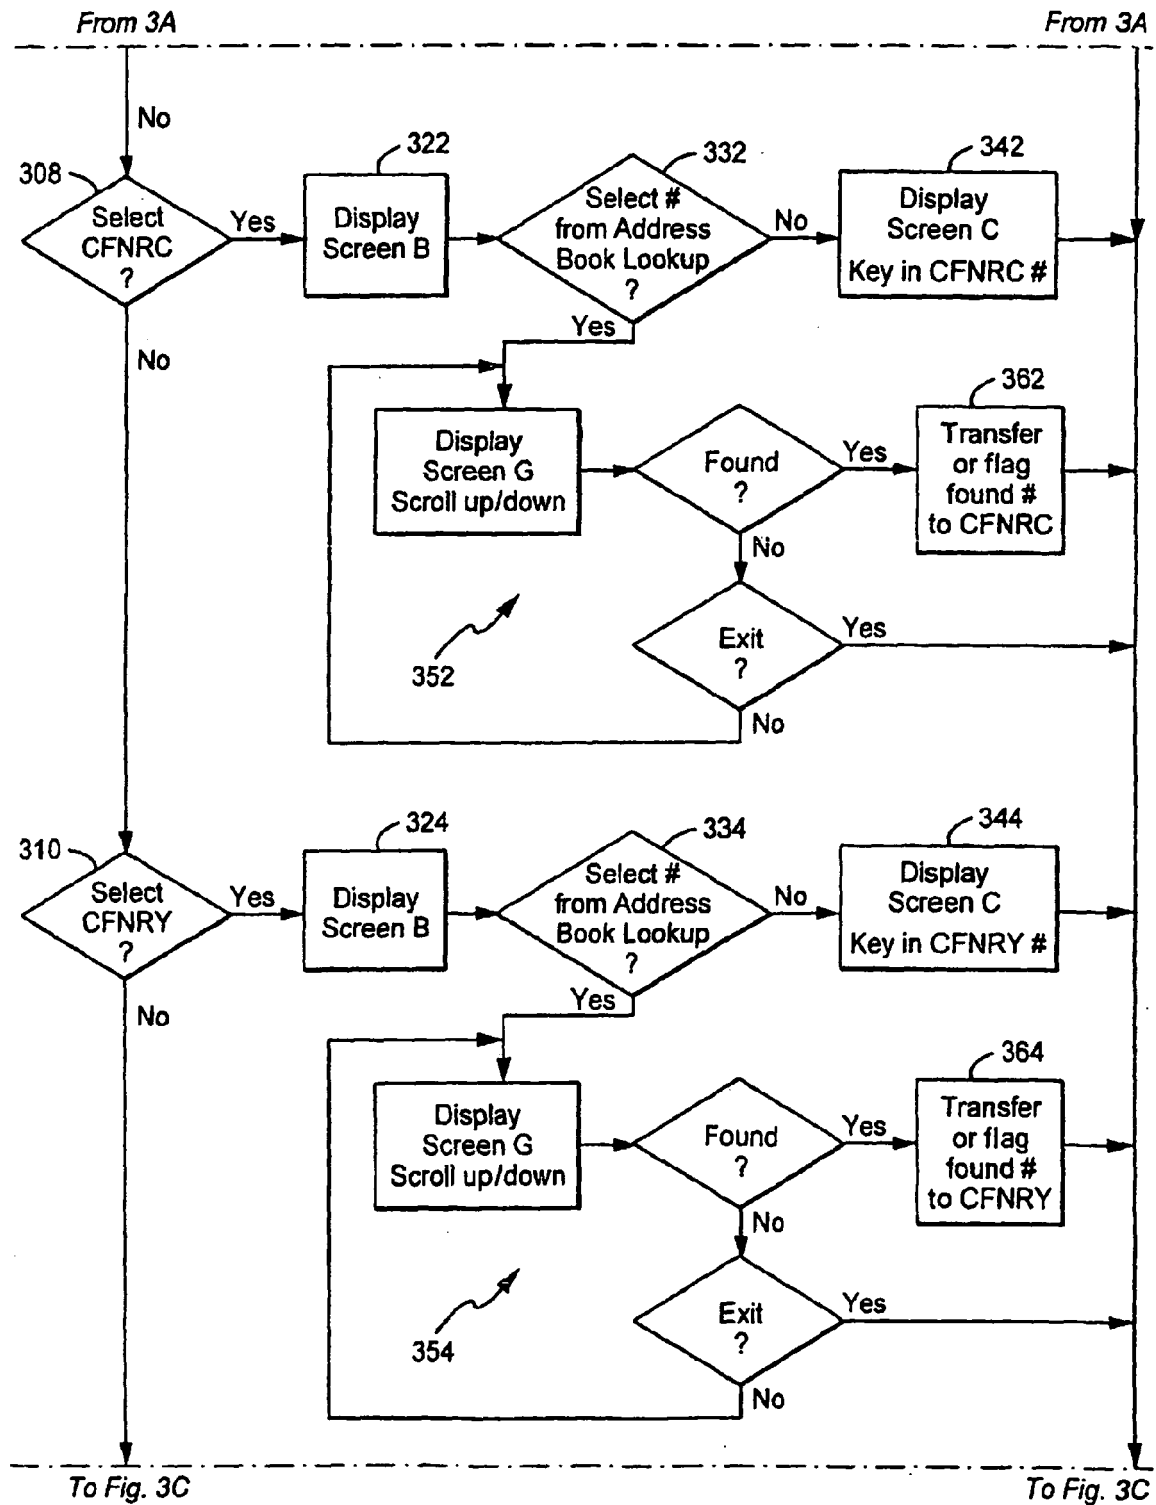 From 3A
From 3A
No
308
Select
CFNRC
?
Yes
322
Display
Screen B
332
Select #
from Address
Book Lookup
?
No
342
Display
Screen C
Key in CFNRC #
Yes
No
Display
Screen G
Scroll up/down
Found
?
Yes
362
Transfer
or flag
found #
to CFNRC
No
Exit
?
Yes
352
No
310
Select
CFNRY
?
Yes
324
Display
Screen B
334
Select #
from Address
Book Lookup
?
No
344
Display
Screen C
Key in CFNRY #
Yes
No
Display
Screen G
Scroll up/down
Found
?
Yes
364
Transfer
or flag
found #
to CFNRY
No
Exit
?
Yes
354
No
To Fig. 3C
To Fig. 3C